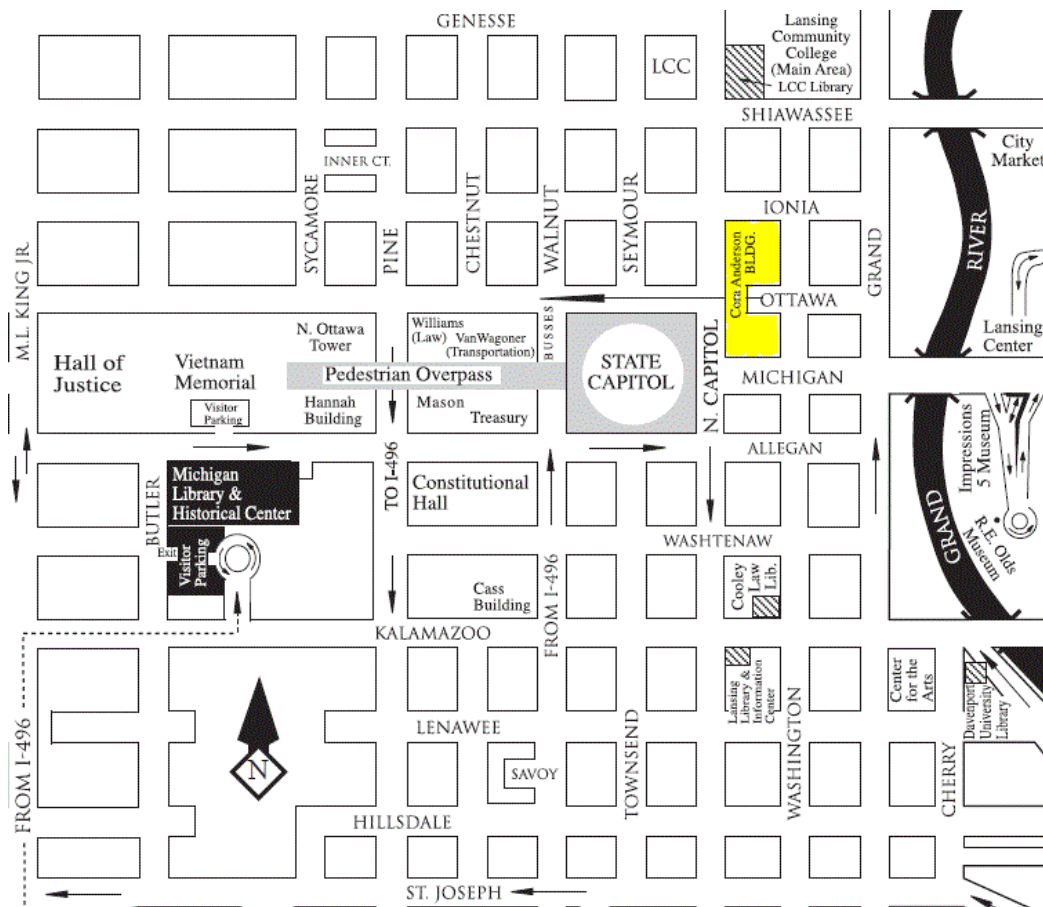 GENESSE
Lansing
Community
College
(Main Area)
LCC Library
LCC
SHIAWASSEE
City
Market
INNER CT.
SYCAMORE
PINE
CHESTNUT
WALNUT
SEYMOUR
IONIA
Cora Anderson
BLDG.
GRAND
RIVER
M.L. KING JR.
OTTAWA
Hall of
Justice
Vietnam
Memorial
Visitor
Parking
N. Ottawa
Tower
Williams
(Law)
VanWagoner
(Transportation)
BUSSES
STATE
CAPITOL
N. CAPITOL
MICHIGAN
Lansing
Center
Pedestrian Overpass
Hannah
Building
Mason
Treasury
ALLEGAN
Impressions
5 Museum
Michigan
Library &
Historical Center
BUTLER
TO I-496
Constitutional
Hall
GRAND
R.E. Olds
Museum
WASHTENAW
Exit
Visitor
Parking
Cass
Building
FROM I-496
Cooley
Law
Lib.
KALAMAZOO
Lansing
Library &
Information
Center
Center
for the
Arts
Davenport
University
Library
LENAWEE
N
SAVOY
TOWNSEND
WASHINGTON
CHERRY
FROM I-496
HILLSDALE
ST. JOSEPH